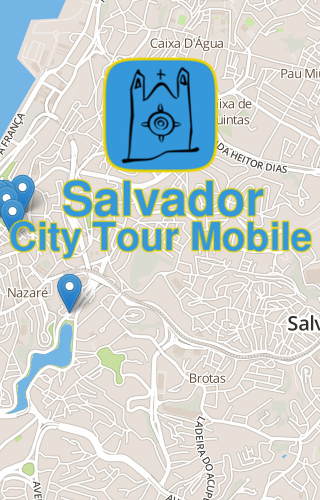 Caixa D'Água
Pau Mi
ixa de
uintas
A FRANÇA
DA HEITOR DIAS
Salvador
City Tour Mobile
Nazaré
Salv
Brotas
LADEIRA DO ACUP
AVE
AV